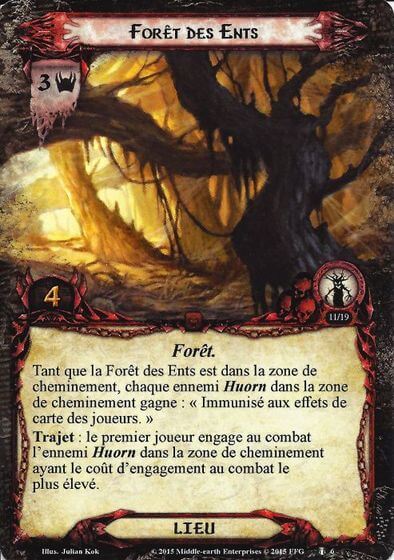 Forêt des Ents
3
4
11/19
Forêt.
Tant que la Forêt des Ents est dans la zone de
cheminement, chaque ennemi Huorn dans la zone
de cheminement gagne : « Immunisé aux effets de
carte des joueurs. »
Trajet : le premier joueur engage au combat
l'ennemi Huorn dans la zone de cheminement
ayant le coût d'engagement au combat le
plus élevé.
LIEU
Illus. Julian Kok © 2015 Middle-earth Enterprises © 2015 FFG 6